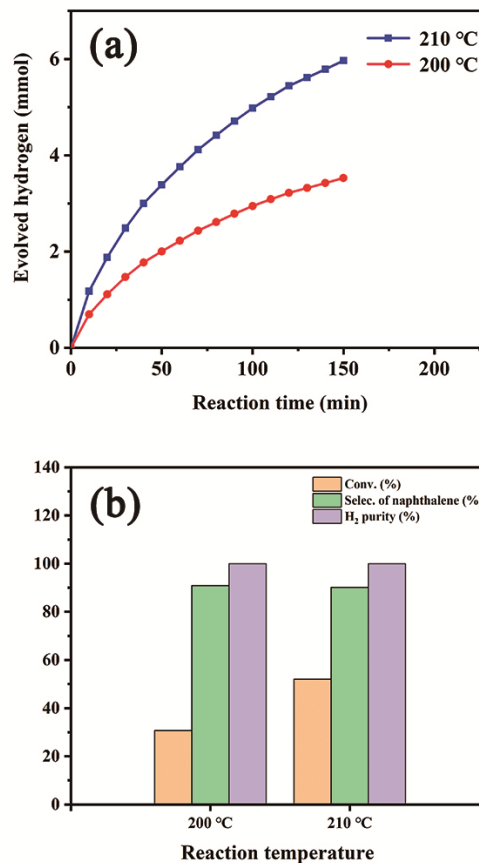 (a)
210 °C
200 °C
Evolved hydrogen (mmol)
6
4
2
0
0 50 100 150 200
Reaction time (min)
(b)
Conv. (%)
Selec. of naphthalene (%
H₂ purity (%)
140
120
100
80
60
40
20
0
200 °C 210 °C
Reaction temperature